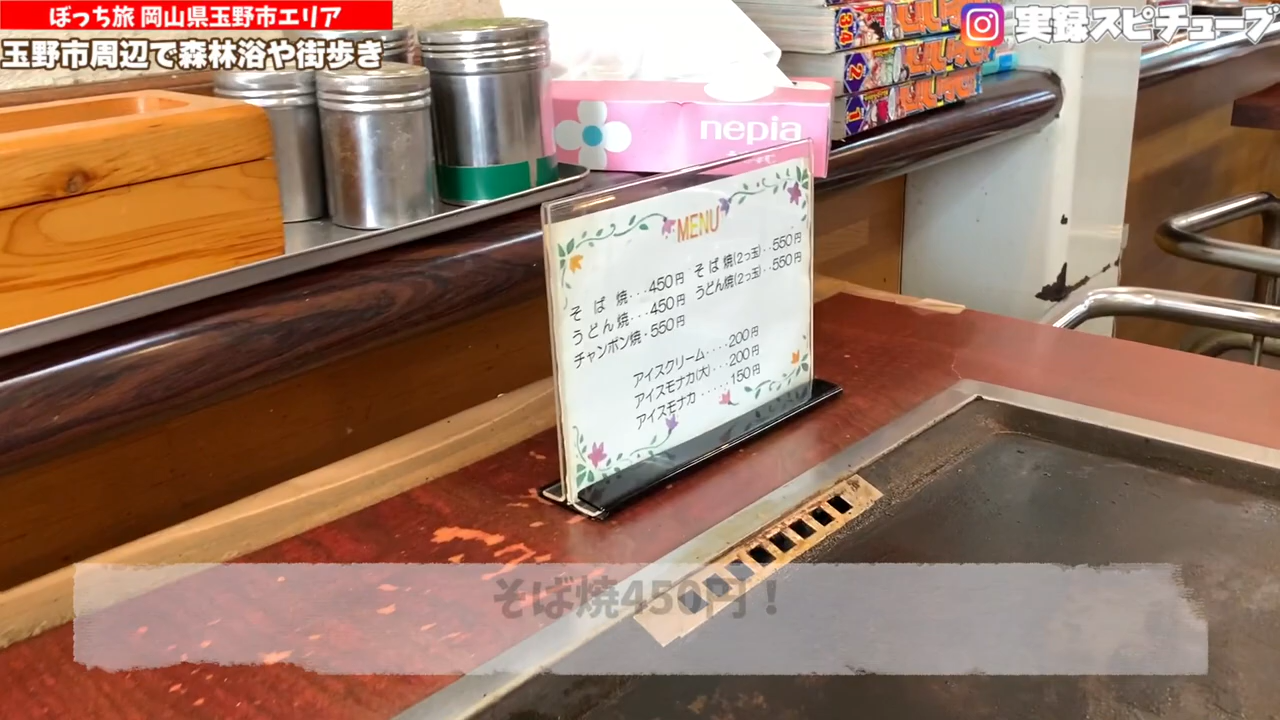 ぼっち旅 岡山県玉野市エリア
玉野市周辺で森林浴や街歩き
実録スピチューブ
nepia
MENU
そば焼・・・450円 そば焼(2っ玉)・・550円
うどん焼・・・450円 うどん焼(2っ玉)・・550円
チャンポン焼・550円
アイスクリーム・・・・200円
アイスモナカ(大)・・・200円
アイスモナカ・・・・・150円
そば焼450円！